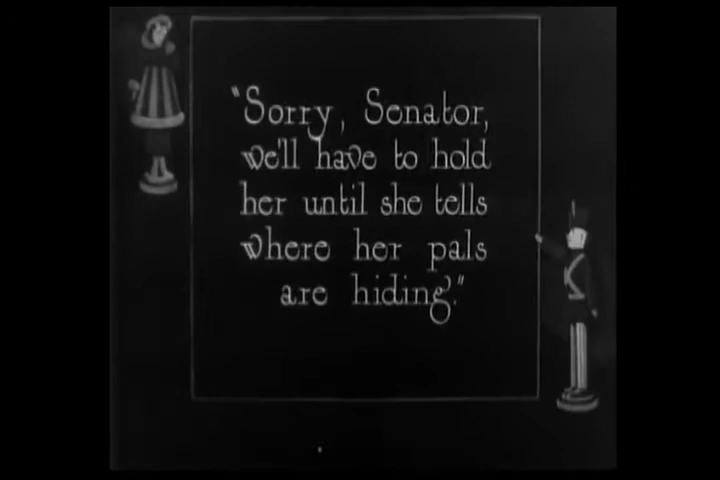 "Sorry, Senator,
we'll have to hold
her until she tells
where her pals
are hiding."